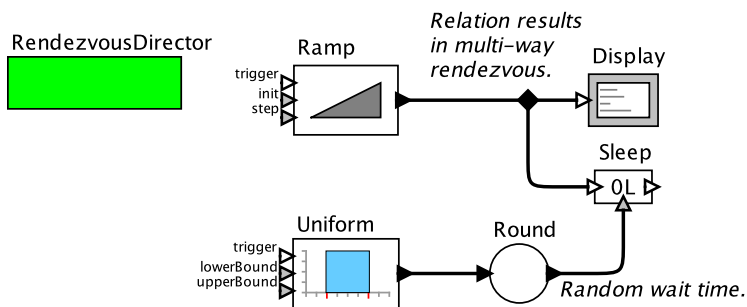 Relation results
in multi-way
rendezvous.
RendezvousDirector
Ramp
Display
trigger
init
step
Sleep
0L
Uniform
Round
trigger
lowerBound
upperBound
Random wait time.